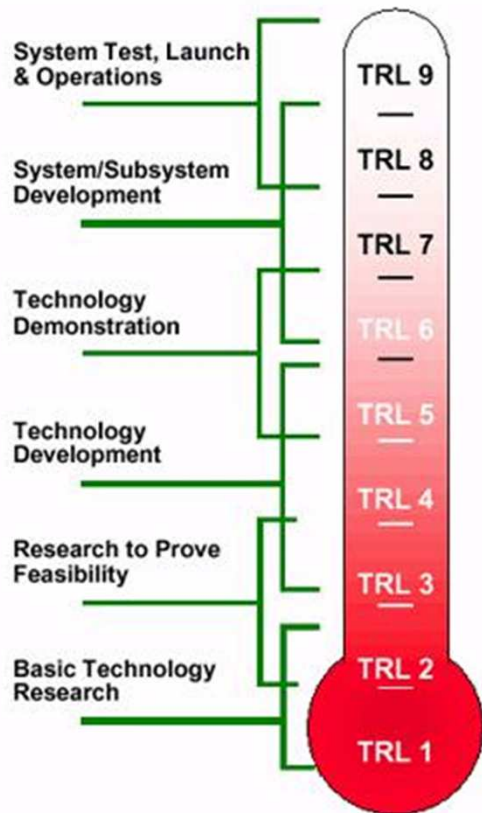 System Test, Launch
& Operations
System/Subsystem
Development
Technology
Demonstration
Technology
Development
Research to Prove
Feasibility
Basic Technology
Research
TRL 9
TRL 8
TRL 7
TRL 6
TRL 5
TRL 4
TRL 3
TRL 2
TRL 1